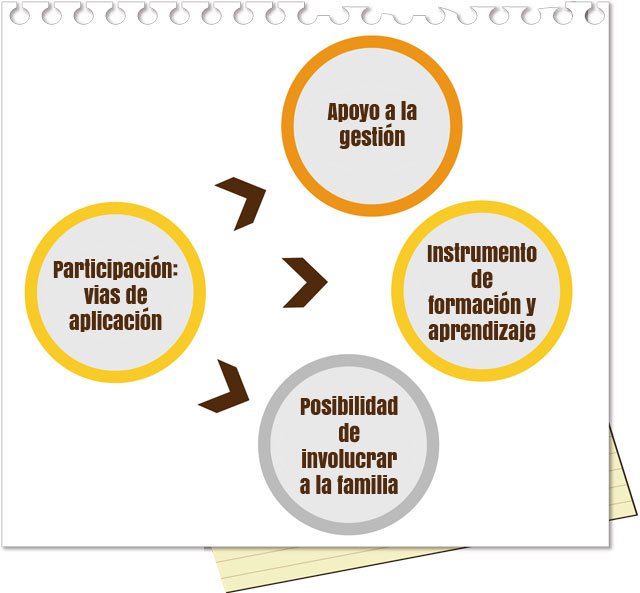 Apoyo a la
gestión
Participación:
vias de
aplicación
Instrumento
de
formación y
aprendizaje
Posibilidad
de
involucrar
a la familia